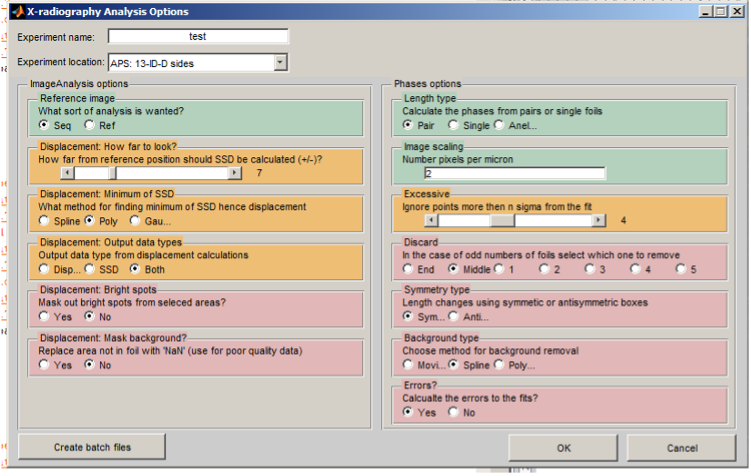 X-radiography Analysis Options
Experiment name: test
Experiment location: APS: 13-ID-D sides
ImageAnalysis options
Reference image
What sort of analysis is wanted?
Seq Ref
Displacement: How far to look?
How far from reference position should SSD be calculated (+/-)?
7
Displacement: Minimum of SSD
What method for finding minimum of SSD hence displacement
Spline Poly Gau...
Displacement: Output data types
Output data type from displacement calculations
Disp... SSD Both
Displacement: Bright spots
Mask out bright spots from seleced areas?
Yes No
Displacement: Mask background?
Replace area not in foil with 'NaN' (use for poor quality data)
Yes No
Phases options
Length type
Calculate the phases from pairs or single foils
Pair Single Anel...
Image scaling
Number pixels per micron
2
Excessive
Ignore points more then n sigma from the fit
4
Discard
In the case of odd numbers of foils select which one to remove
End Middle 1 2 3 4 5
Symmetry type
Length changes using symmetic or antisymmetric boxes
Sym... Anti...
Background type
Choose method for background removal
Movi... Spline Poly...
Errors?
Calcualte the errors to the fits?
Yes No
Create batch files
OK
Cancel